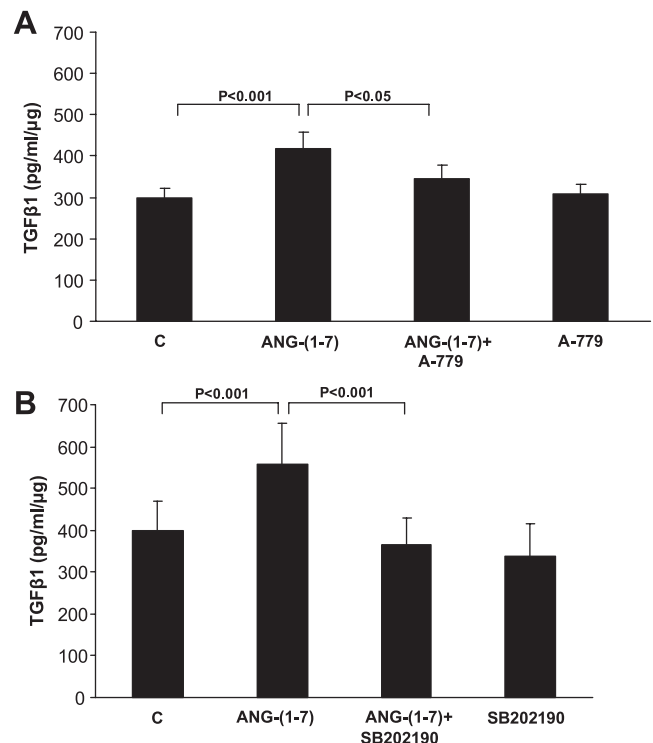 A
700
600
500
400
300
200
100
0
TGFβ1 (pg/ml/μg)
P<0.001
P<0.05
C
ANG-(1-7)
ANG-(1-7)+
A-779
A-779
B
700
600
500
400
300
200
100
0
TGFβ1 (pg/ml/μg)
P<0.001
P<0.001
C
ANG-(1-7)
ANG-(1-7)+
SB202190
SB202190